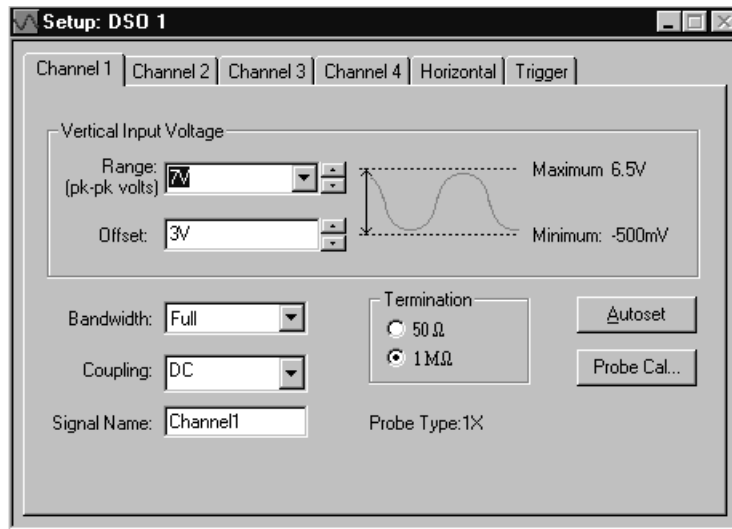 Setup: DSO 1
Channel 1 Channel 2 Channel 3 Channel 4 Horizontal Trigger
Vertical Input Voltage
Range: 7V Maximum 6.5V
(pk-pk volts)
Offset: 3V Minimum: -500mV
Bandwidth: Full Termination Autoset
50 Ω
Coupling: DC 1 MΩ Probe Cal...
Signal Name: Channel1 Probe Type:1X